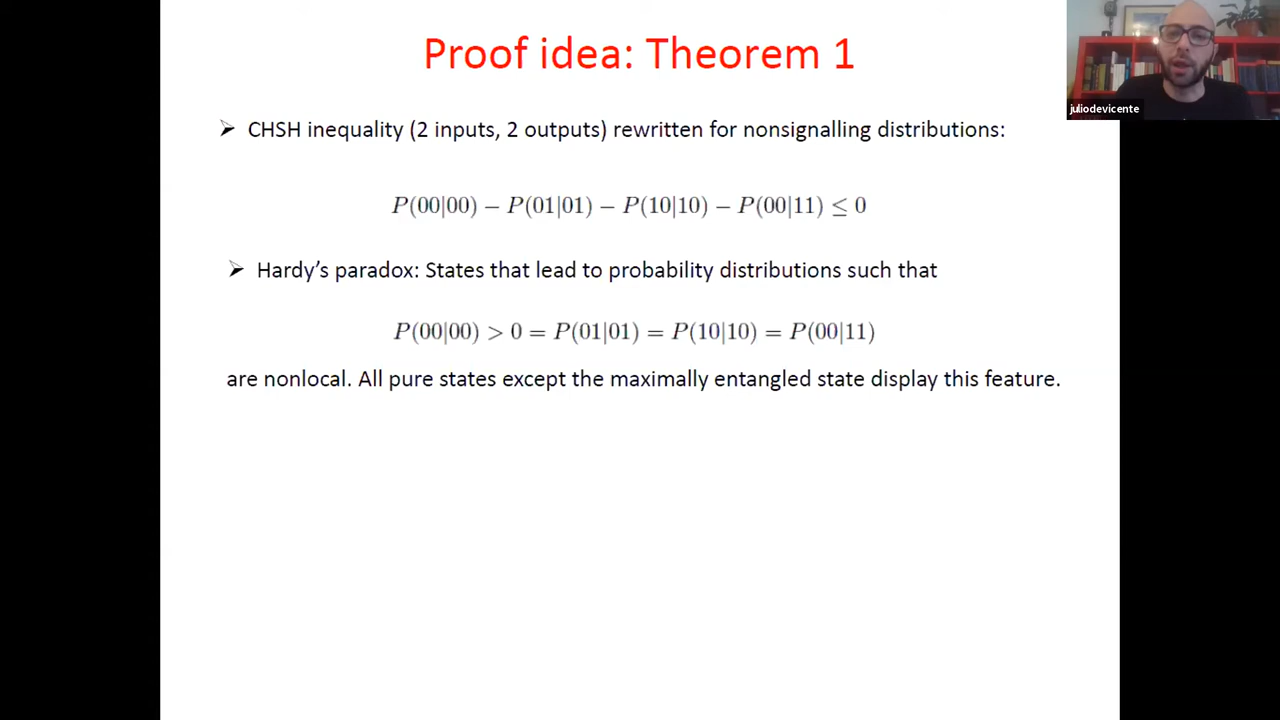 Proof idea: Theorem 1
juliodevicente
➢ CHSH inequality (2 inputs, 2 outputs) rewritten for nonsignalling distributions:
P(00|00) − P(01|01) − P(10|10) − P(00|11) ≤ 0
➢ Hardy's paradox: States that lead to probability distributions such that
P(00|00) > 0 = P(01|01) = P(10|10) = P(00|11)
are nonlocal. All pure states except the maximally entangled state display this feature.